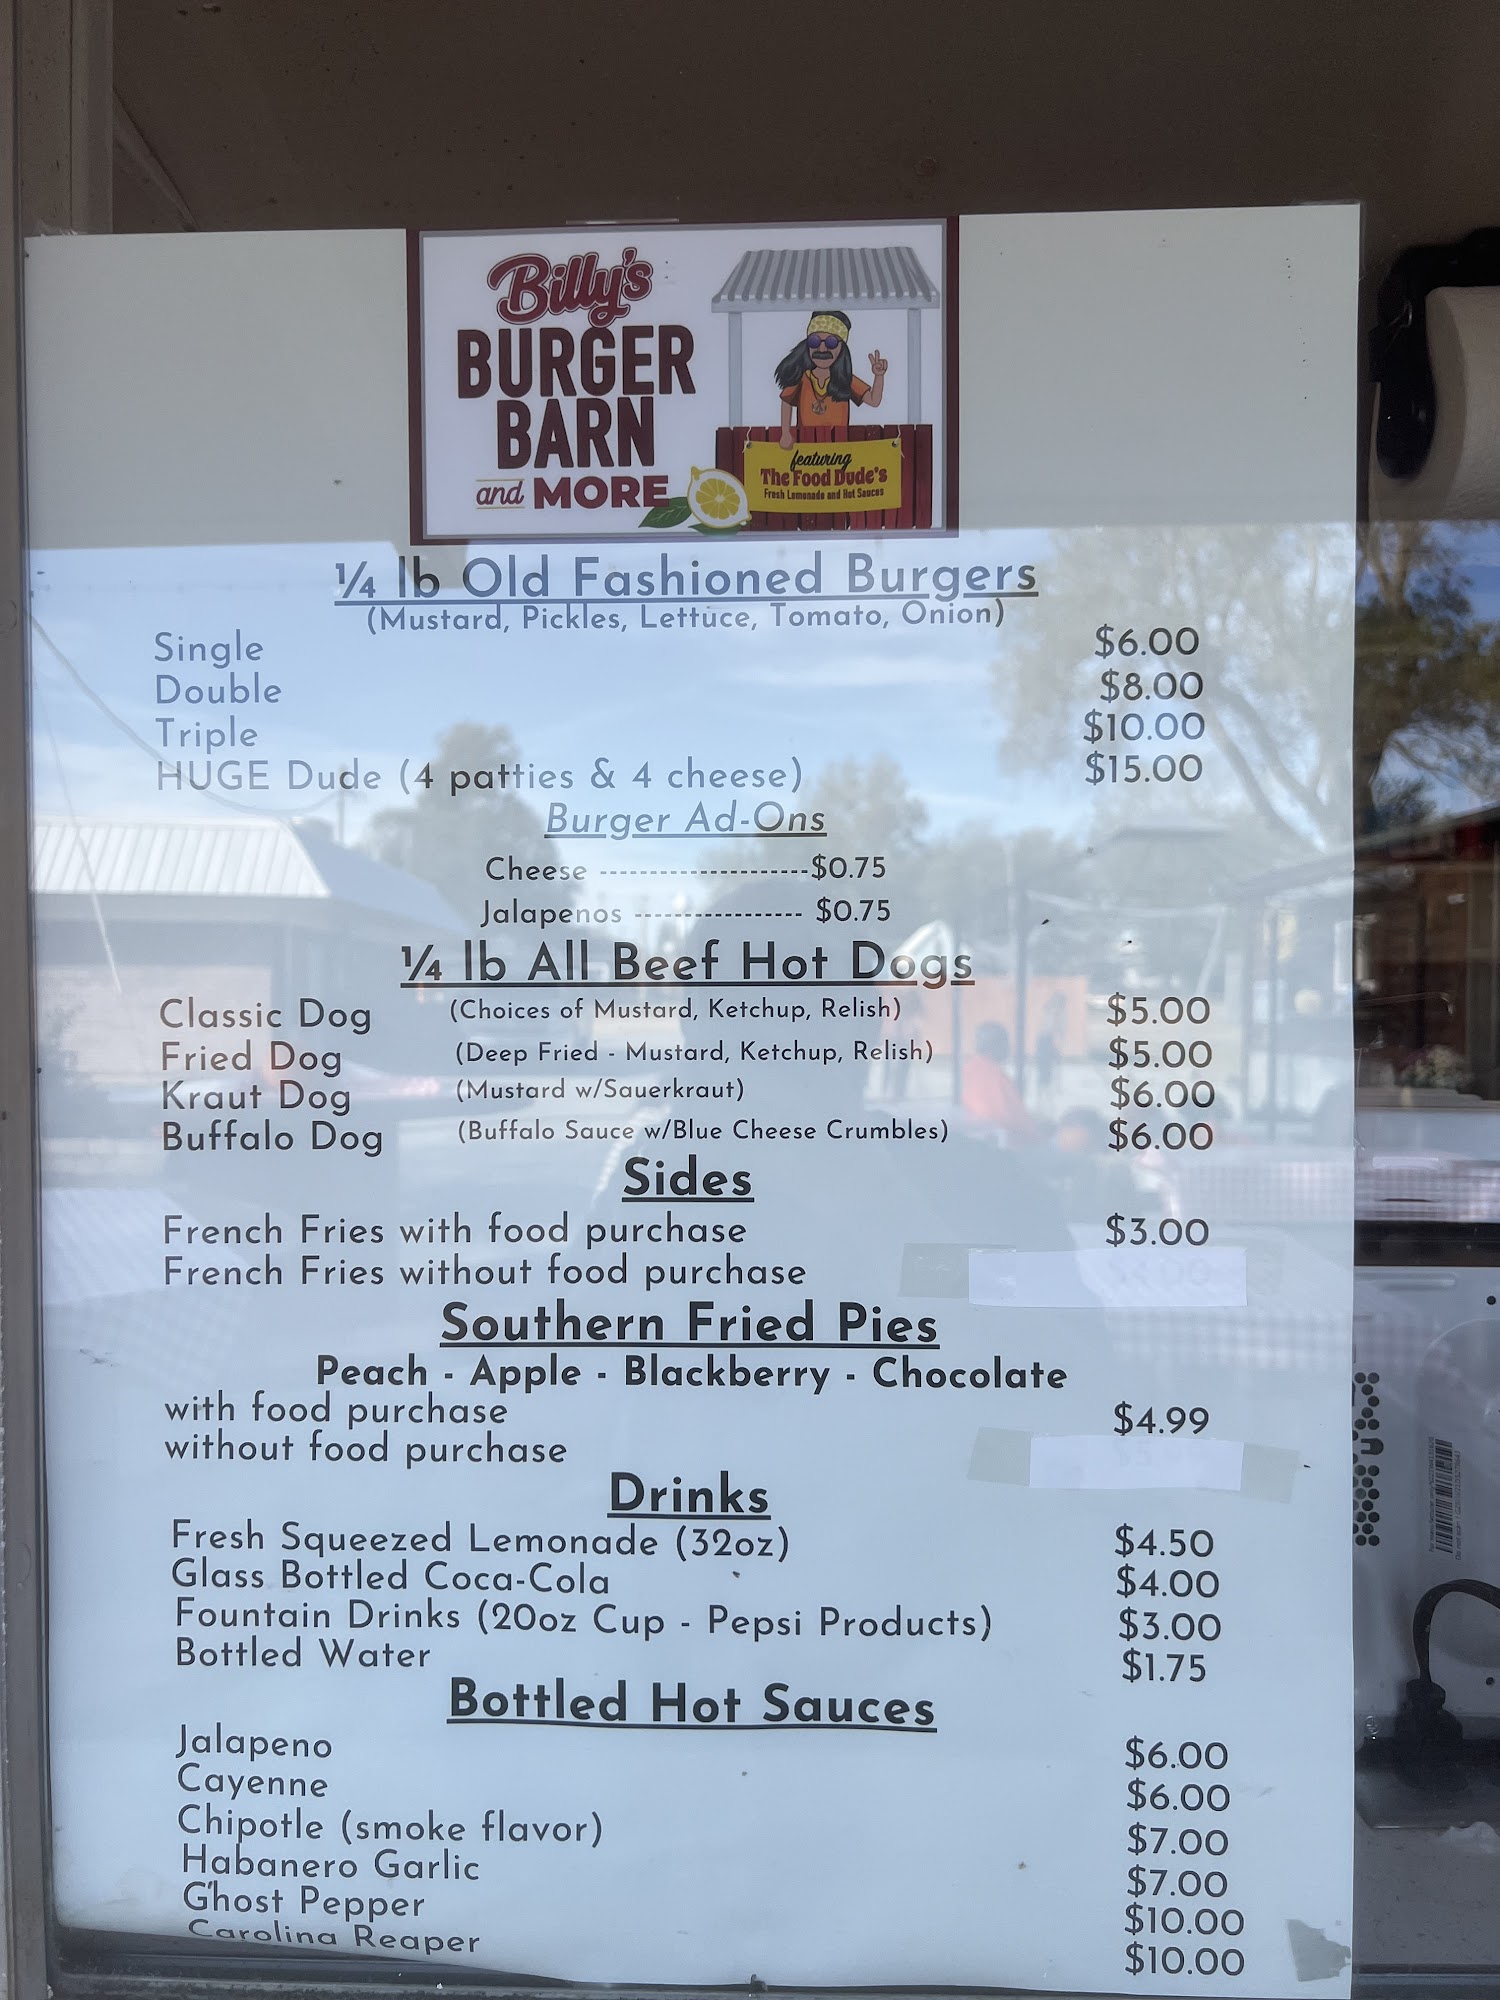 Billy's
BURGER
BARN
and MORE
featuring
The Food Dude's
Fresh Lemonade and Hot Sauces
¼ lb Old Fashioned Burgers
(Mustard, Pickles, Lettuce, Tomato, Onion)
Single $6.00
Double $8.00
Triple $10.00
HUGE Dude (4 patties & 4 cheese) $15.00
Burger Ad-Ons
Cheese ---------------------$0.75
Jalapenos ----------------- $0.75
¼ lb All Beef Hot Dogs
Classic Dog (Choices of Mustard, Ketchup, Relish) $5.00
Fried Dog (Deep Fried - Mustard, Ketchup, Relish) $5.00
Kraut Dog (Mustard w/Sauerkraut) $6.00
Buffalo Dog (Buffalo Sauce w/Blue Cheese Crumbles) $6.00
Sides
French Fries with food purchase $3.00
French Fries without food purchase
Southern Fried Pies
Peach - Apple - Blackberry - Chocolate
with food purchase $4.99
without food purchase
Drinks
Fresh Squeezed Lemonade (32oz) $4.50
Glass Bottled Coca-Cola $4.00
Fountain Drinks (20oz Cup - Pepsi Products) $3.00
Bottled Water $1.75
Bottled Hot Sauces
Jalapeno $6.00
Cayenne $6.00
Chipotle (smoke flavor) $7.00
Habanero Garlic $7.00
Ghost Pepper $10.00
Carolina Reaper $10.00